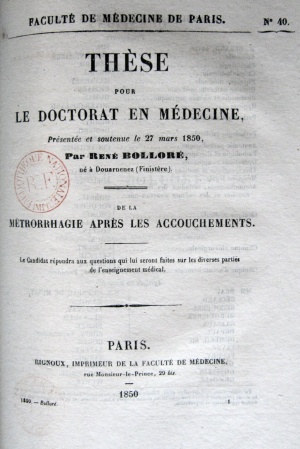 FACULTÉ DE MÉDECINE DE PARIS. N° 40.
THÈSE
POUR
LE DOCTORAT EN MÉDECINE,
Présentée et soutenue le 27 mars 1850,
Par RENÉ BOLLORÉ,
né à Douarnenez (Finistère).
DE LA
MÉTRORRHAGIE APRÈS LES ACCOUCHEMENTS.
Le Candidat répondra aux questions qui lui seront faites sur les diverses parties
de l'enseignement médical.
PARIS.
RIGNOUX, IMPRIMEUR DE LA FACULTÉ DE MÉDECINE,
rue Monsieur-le-Prince, 29 bis.
1850
1850. — Bolloré. 1